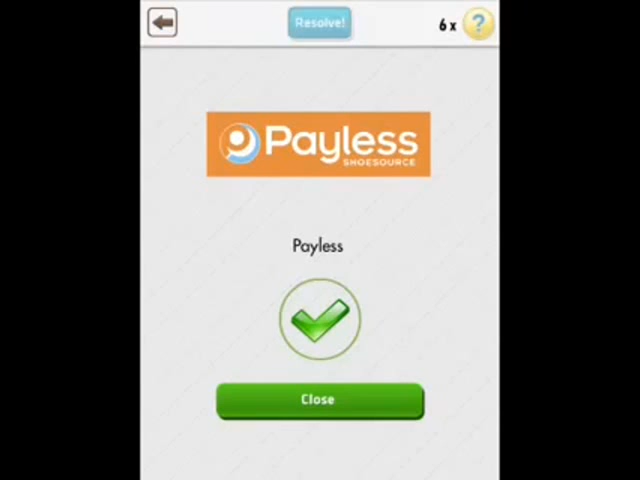 Resolve!
6 x ?
Payless
SHOESOURCE
Payless
Close